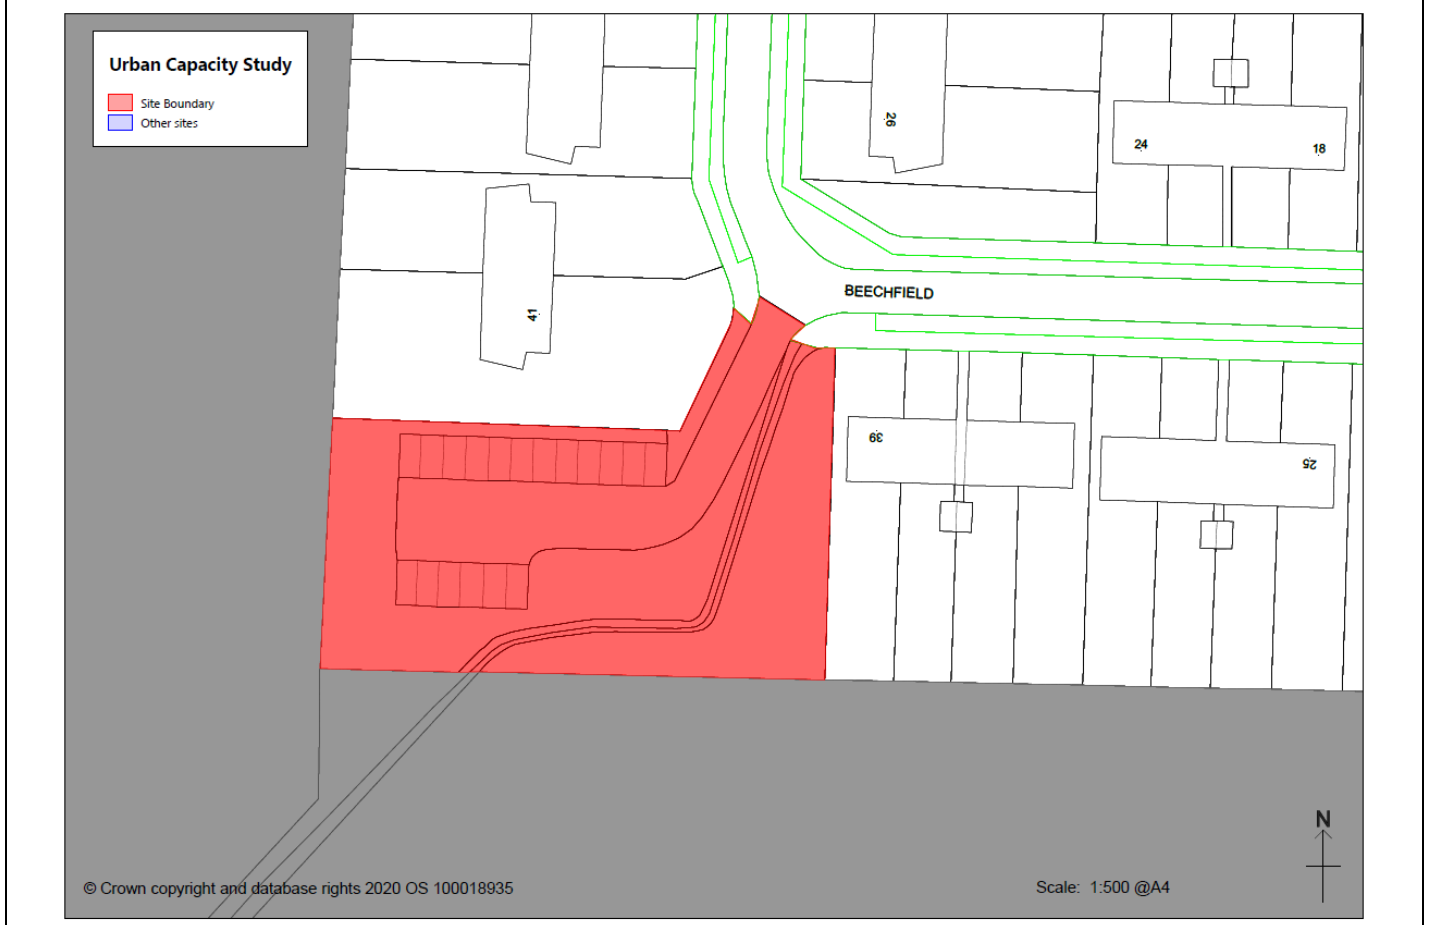 Urban Capacity Study
Site Boundary
Other sites
26
24
18
BEECHFIELD
41
39
25
N
© Crown copyright and database rights 2020 OS 100018935
Scale: 1:500 @A4